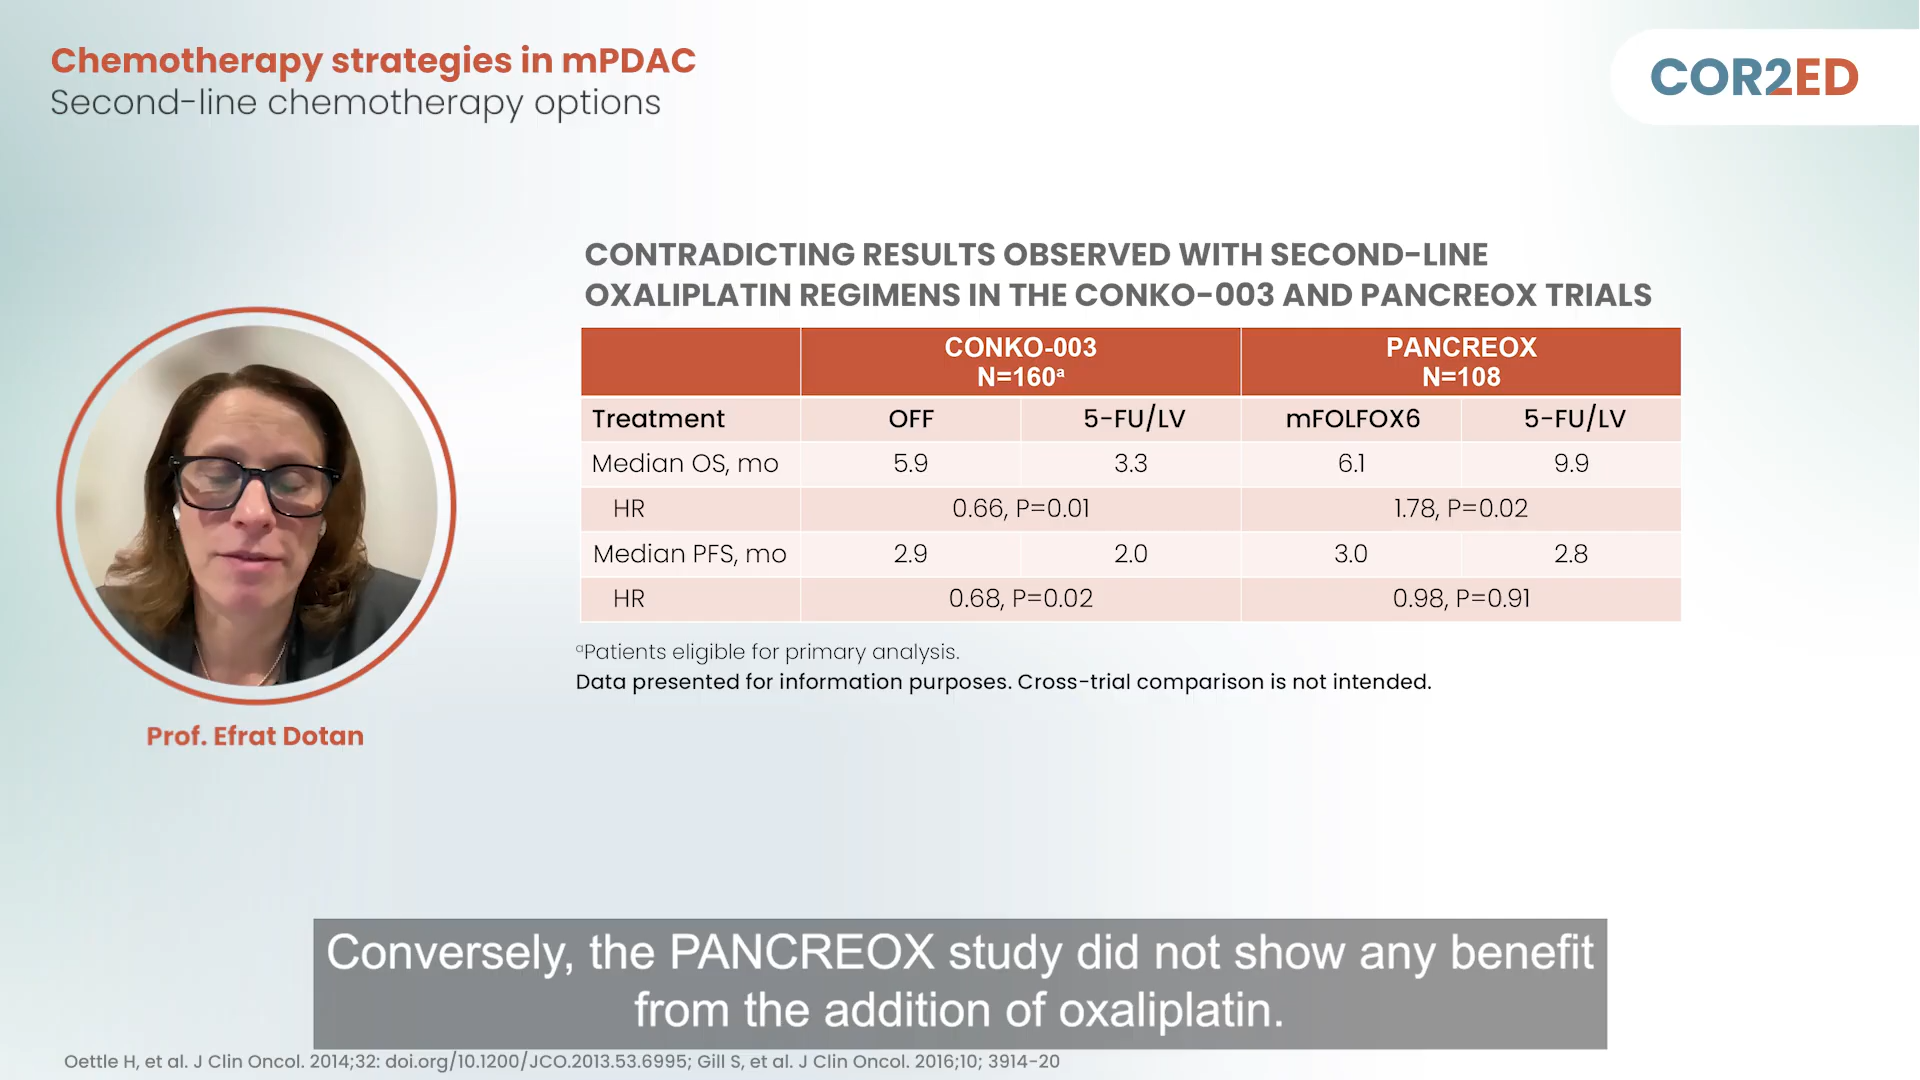 Chemotherapy strategies in mPDAC
Second-line chemotherapy options
COR2ED
CONTRADICTING RESULTS OBSERVED WITH SECOND-LINE
OXALIPLATIN REGIMENS IN THE CONKO-003 AND PANCREOX TRIALS
CONKO-003 PANCREOX
N=160ᵃ N=108
Treatment OFF 5-FU/LV mFOLFOX6 5-FU/LV
Median OS, mo 5.9 3.3 6.1 9.9
HR 0.66, P=0.01 1.78, P=0.02
Median PFS, mo 2.9 2.0 3.0 2.8
HR 0.68, P=0.02 0.98, P=0.91
ᵃPatients eligible for primary analysis.
Data presented for information purposes. Cross-trial comparison is not intended.
Prof. Efrat Dotan
Conversely, the PANCREOX study did not show any benefit
from the addition of oxaliplatin.
Oettle H, et al. J Clin Oncol. 2014;32: doi.org/10.1200/JCO.2013.53.6995; Gill S, et al. J Clin Oncol. 2016;10; 3914-20